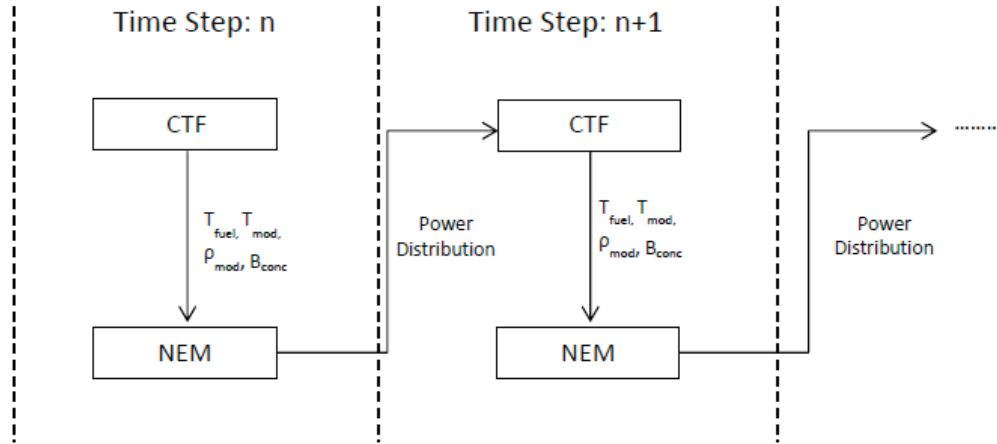 Time Step: n
Time Step: n+1
CTF
CTF
........
T_fuel, T_mod,
ρ_mod, B_conc
Power
Distribution
T_fuel, T_mod,
ρ_mod, B_conc
Power
Distribution
NEM
NEM